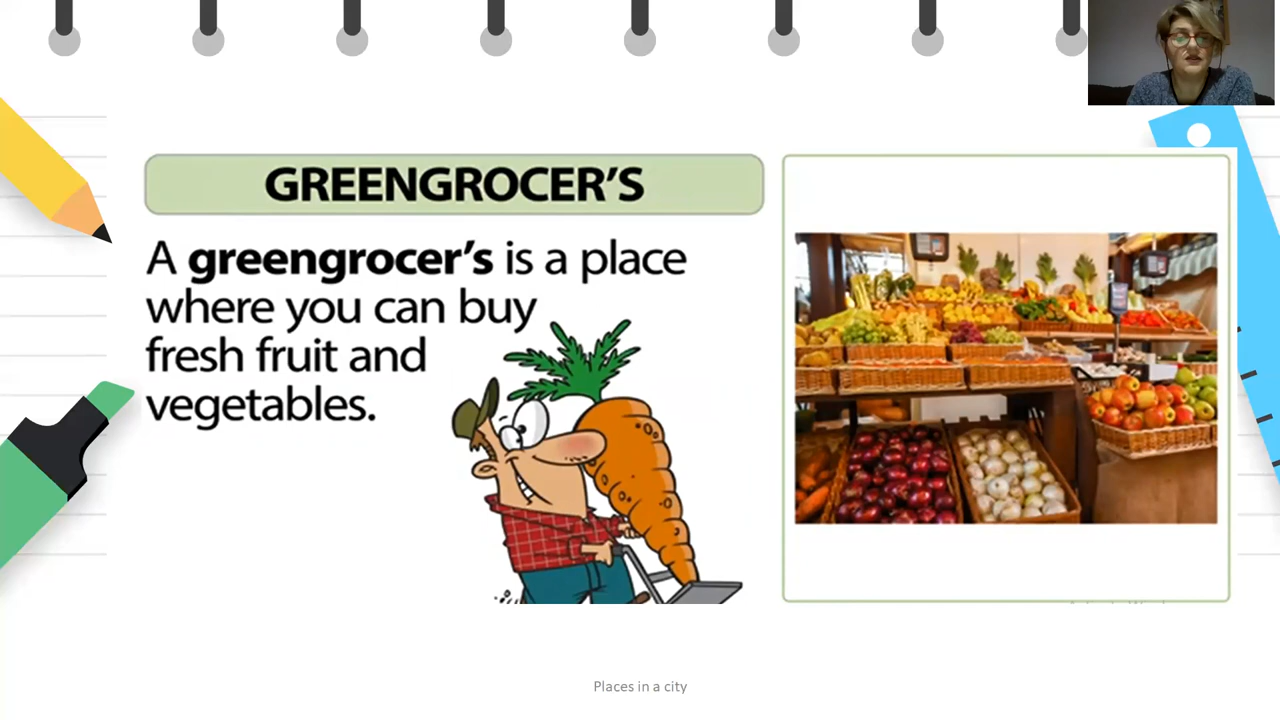 GREENGROCER’S
A greengrocer’s is a place
where you can buy
fresh fruit and
vegetables.
Places in a city